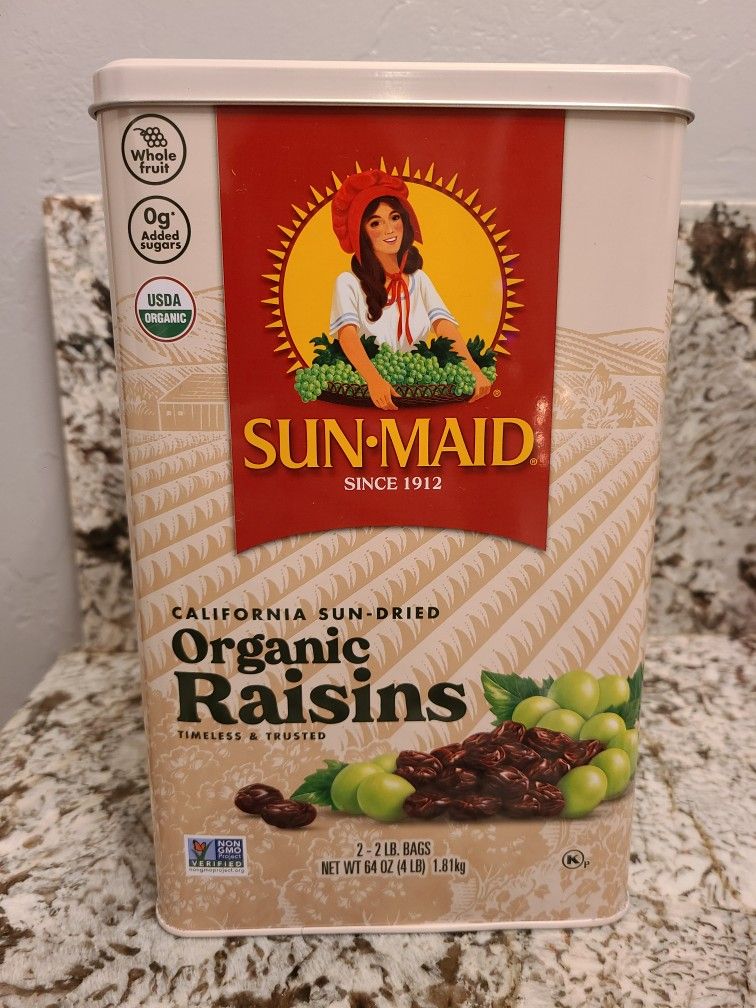 Whole
fruit
0g*
Added
sugars
USDA
ORGANIC
SUN•MAID®
SINCE 1912
CALIFORNIA SUN-DRIED
Organic
Raisins
TIMELESS & TRUSTED
NON
GMO
Project
VERIFIED
nongmoproject.org
2 - 2 LB. BAGS
NET WT 64 OZ (4 LB) 1.81kg
K P